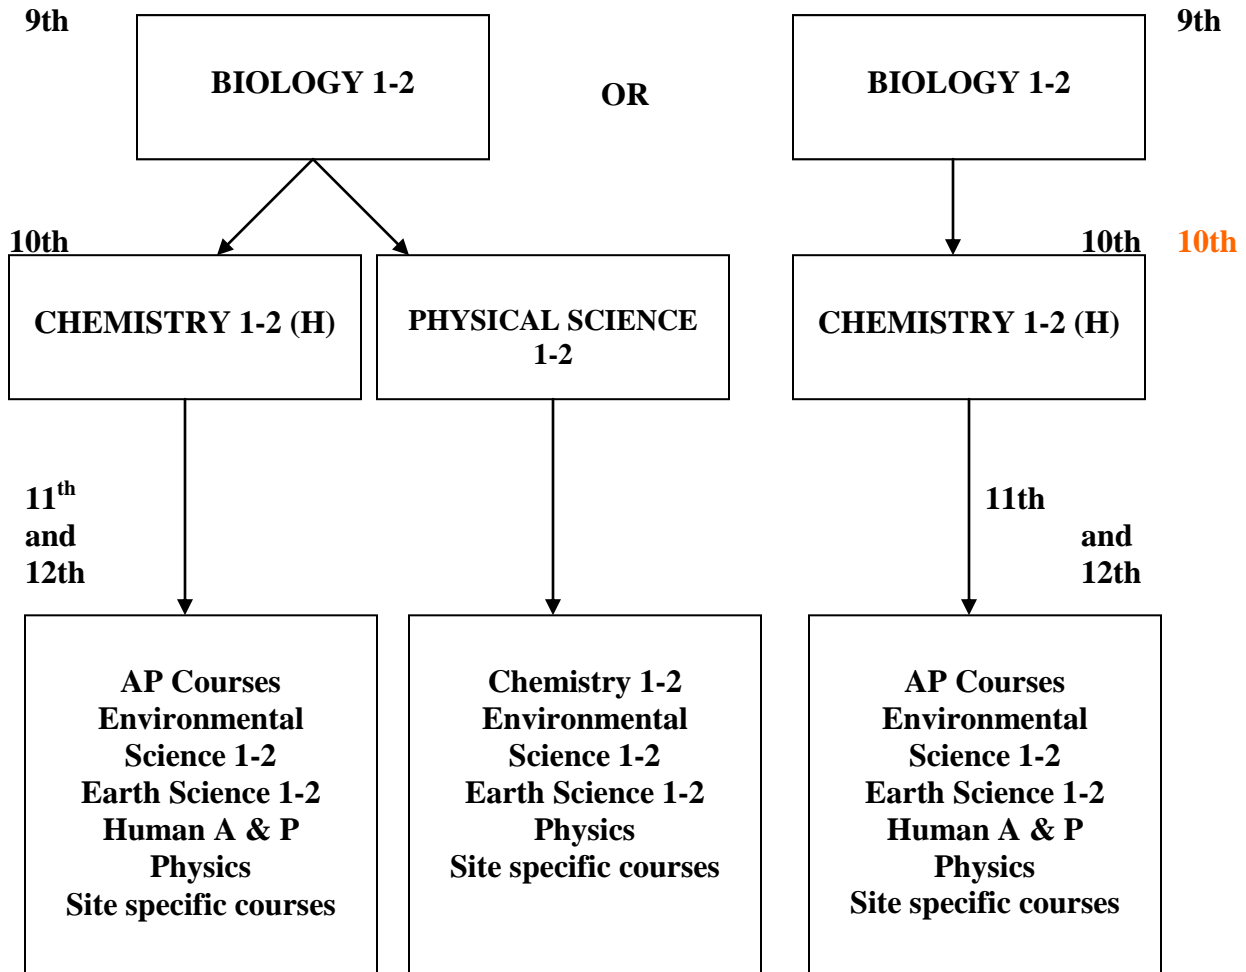 9th
BIOLOGY 1-2
OR
BIOLOGY 1-2
9th
10th
CHEMISTRY 1-2 (H)
PHYSICAL SCIENCE
1-2
10th
10th
CHEMISTRY 1-2 (H)
11th
and
12th
11th
and
12th
AP Courses
Environmental
Science 1-2
Earth Science 1-2
Human A & P
Physics
Site specific courses
Chemistry 1-2
Environmental
Science 1-2
Earth Science 1-2
Physics
Site specific courses
AP Courses
Environmental
Science 1-2
Earth Science 1-2
Human A & P
Physics
Site specific courses